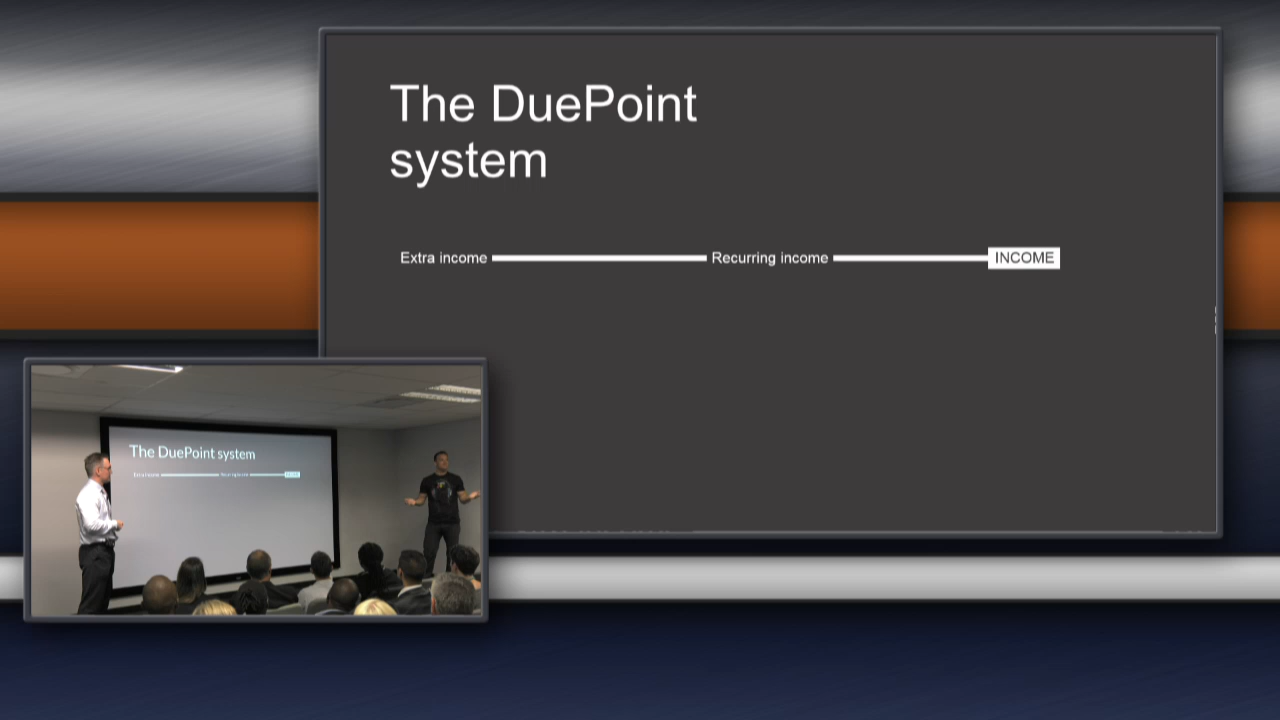 The DuePoint
system
Extra income Recurring income INCOME
The DuePoint system